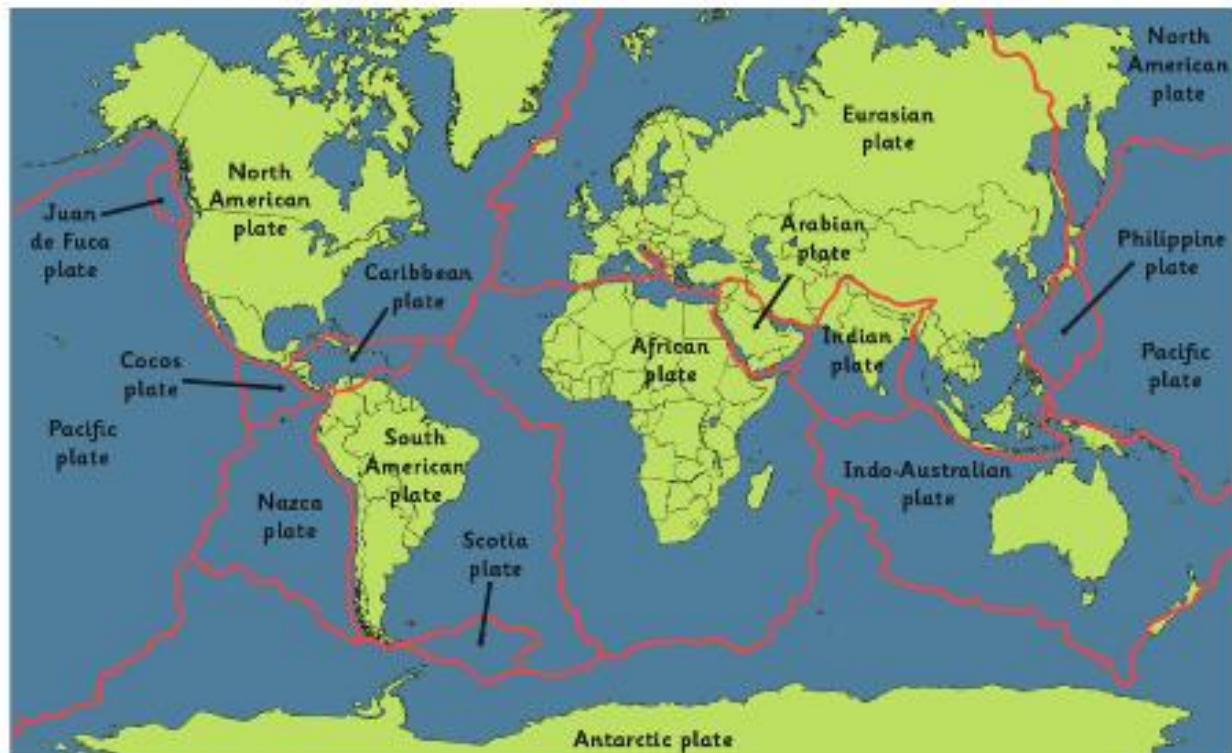 North
American
plate
Eurasian
plate
North
American
plate
Juan
de Fuca
plate
Arabian
plate
Philippine
plate
Caribbean
plate
Cocos
plate
African
plate
Indian
plate
Pacific
plate
Pacific
plate
South
American
plate
Indo-Australian
plate
Nazca
plate
Scotia
plate
Antarctic plate